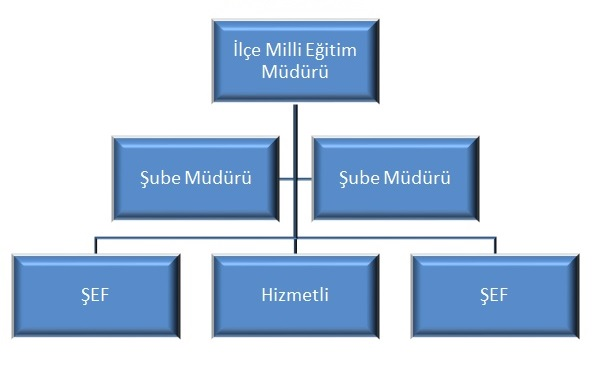 İlçe Milli Eğitim
Müdürü
Şube Müdürü
Şube Müdürü
ŞEF
Hizmetli
ŞEF